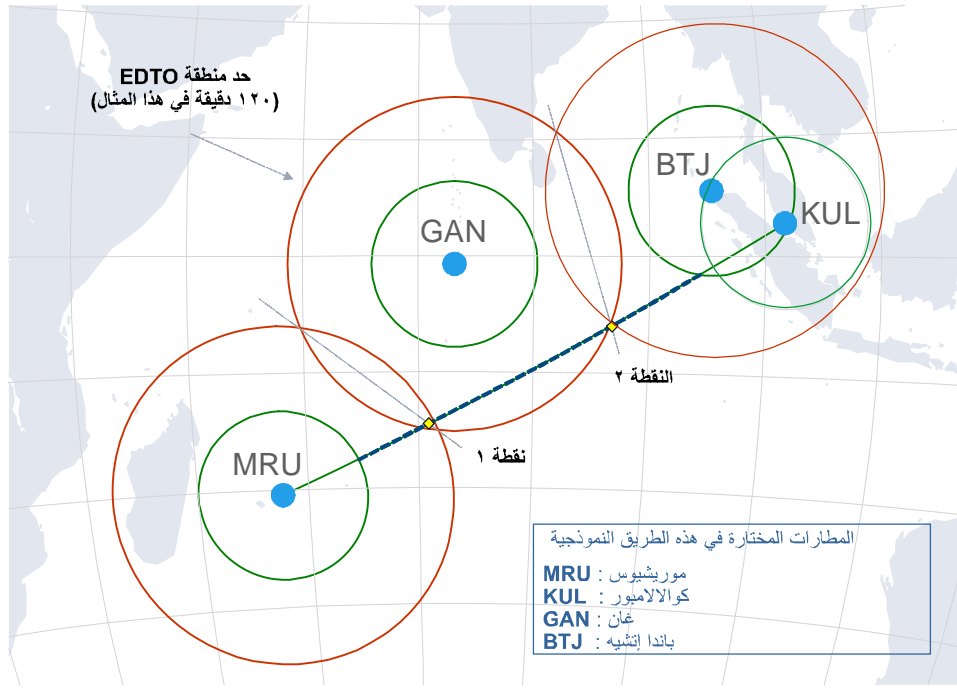 حد منطقة EDTO
(١٢٠ دقيقة في هذا المثال)
BTJ
KUL
GAN
النقطة ٢
نقطة ١
MRU
المطارات المختارة في هذه الطريق النموذجية
MRU : موريشيوس
KUL : كوالالامبور
GAN : غان
BTJ : باندا إتشيه